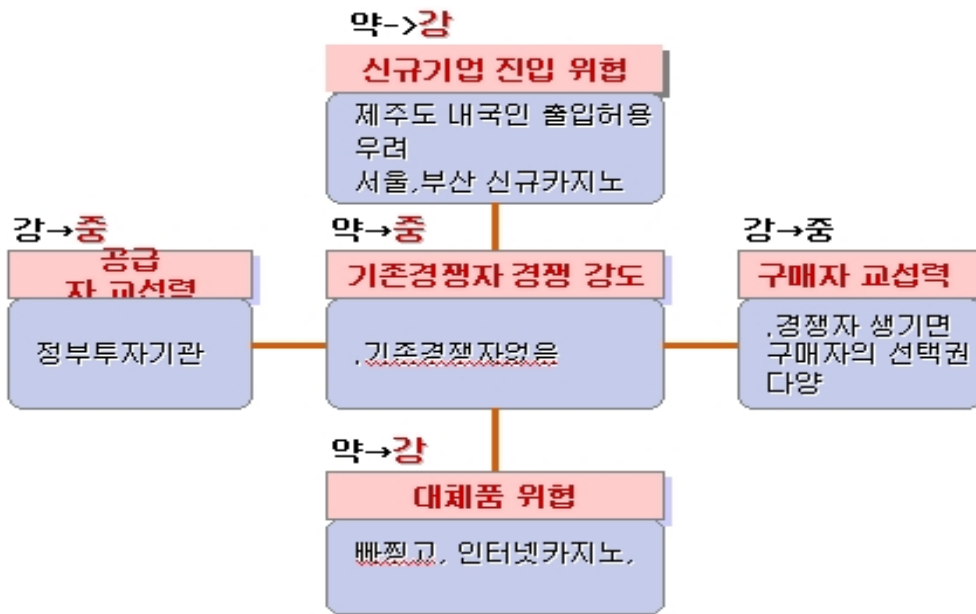 약->강
신규기업 진입 위험
제주도 내국인 출입허용
우려
서울,부산 신규카지노
강→중
공급
자 교섭력
정부투자기관
약→중
기존경쟁자 경쟁 강도
,기존경쟁자없음
강→중
구매자 교섭력
,경쟁자 생기면
구매자의 선택권
다양
약→강
대체품 위협
빠찡고, 인터넷카지노,